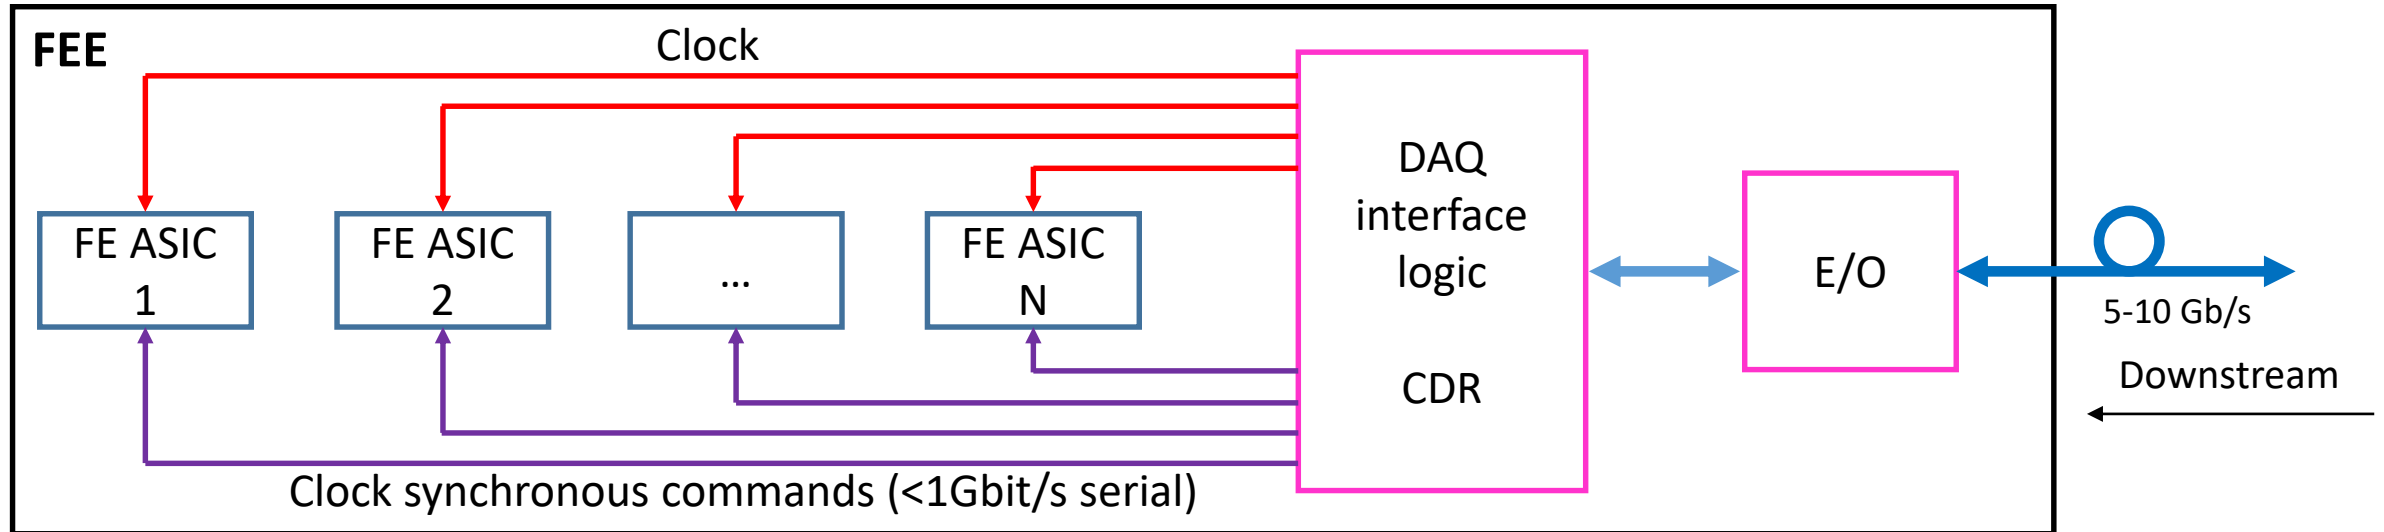 FEE
Clock
FE ASIC
1
FE ASIC
2
...
FE ASIC
N
DAQ
interface
logic
CDR
E/O
5-10 Gb/s
Downstream
Clock synchronous commands (<1Gbit/s serial)